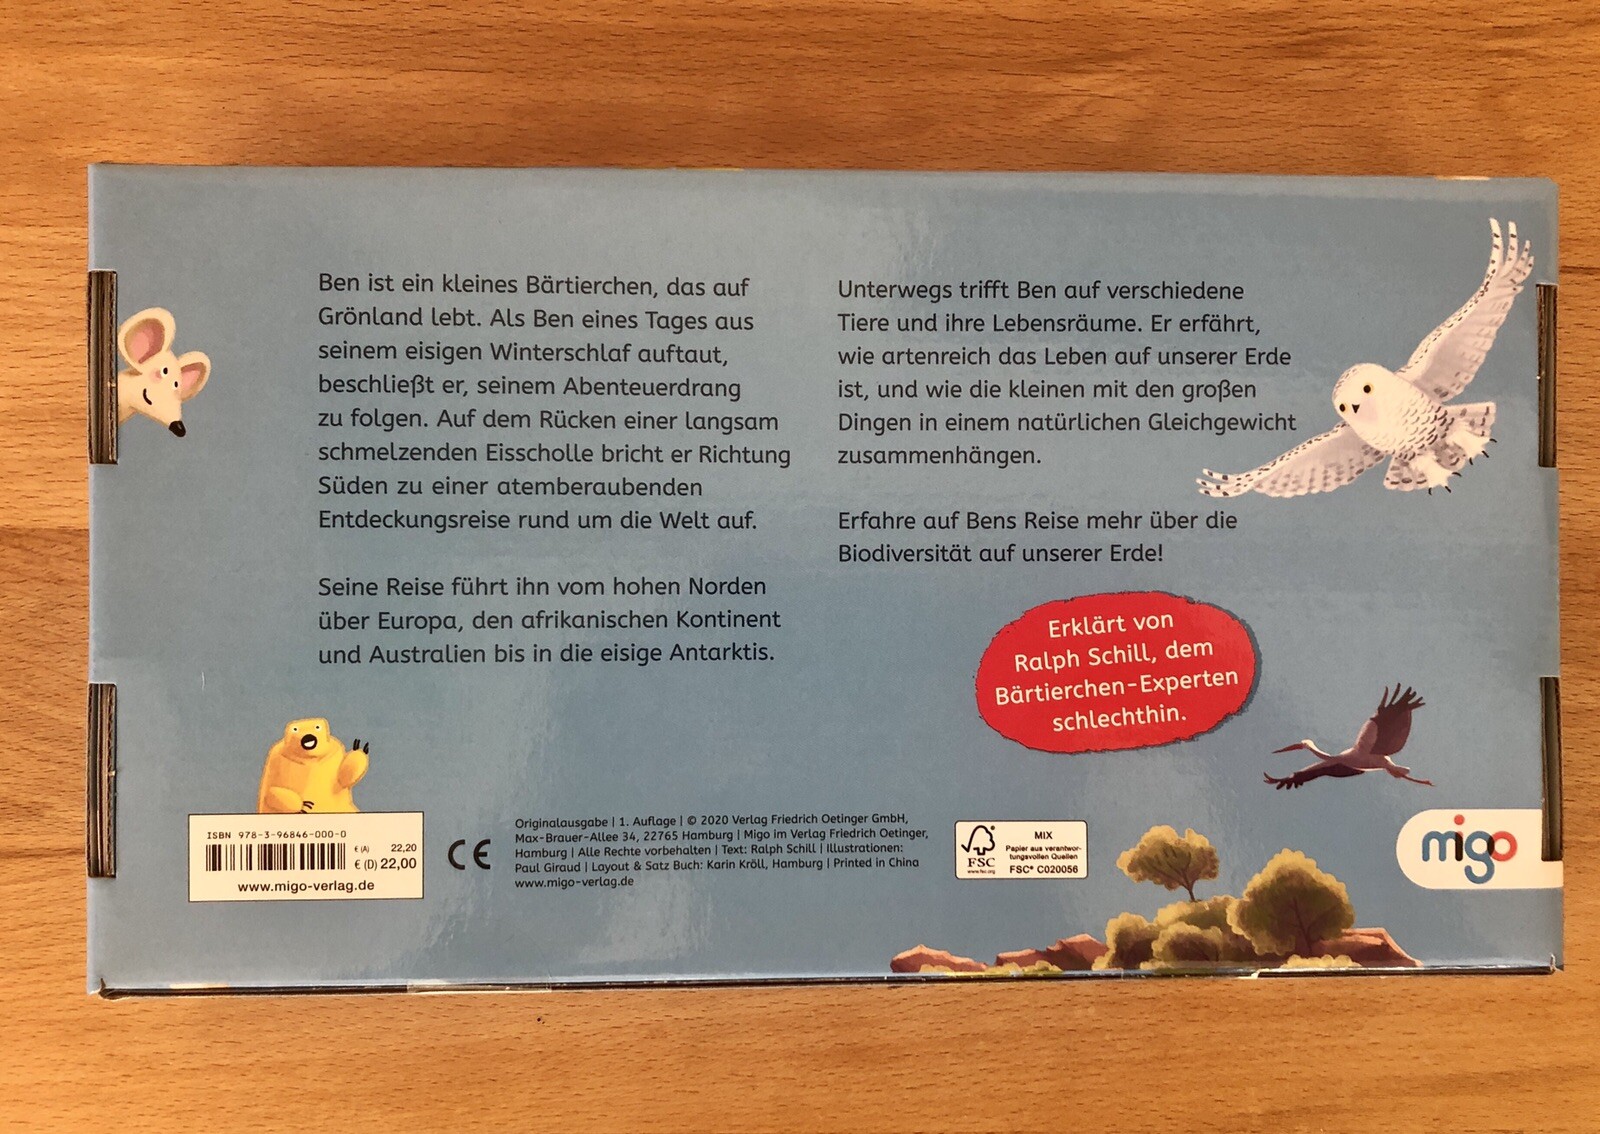 Ben ist ein kleines Bärtierchen, das auf
Grönland lebt. Als Ben eines Tages aus
seinem eisigen Winterschlaf auftaut,
beschließt er, seinem Abenteuerdrang
zu folgen. Auf dem Rücken einer langsam
schmelzenden Eisscholle bricht er Richtung
Süden zu einer atemberaubenden
Entdeckungsreise rund um die Welt auf.
Seine Reise führt ihn vom hohen Norden
über Europa, den afrikanischen Kontinent
und Australien bis in die eisige Antarktis.
Unterwegs trifft Ben auf verschiedene
Tiere und ihre Lebensräume. Er erfährt,
wie artenreich das Leben auf unserer Erde
ist, und wie die kleinen mit den großen
Dingen in einem natürlichen Gleichgewicht
zusammenhängen.
Erfahre auf Bens Reise mehr über die
Biodiversität auf unserer Erde!
Erklärt von
Ralph Schill, dem
Bärtierchen-Experten
schlechthin.
ISBN 978-3-96846-000-0
€ (A) 22,20
€ (D) 22,00
www.migo-verlag.de
CE
Originalausgabe | 1. Auflage | © 2020 Verlag Friedrich Oetinger GmbH,
Max-Brauer-Allee 34, 22765 Hamburg | Migo im Verlag Friedrich Oetinger,
Hamburg | Alle Rechte vorbehalten | Text: Ralph Schill | Illustrationen:
Paul Giraud | Layout & Satz Buch: Karin Kröll, Hamburg | Printed in China
www.migo-verlag.de
FSC
www.fsc.org
MIX
Papier aus verantwor-
tungsvollen Quellen
FSC® C020056
migo